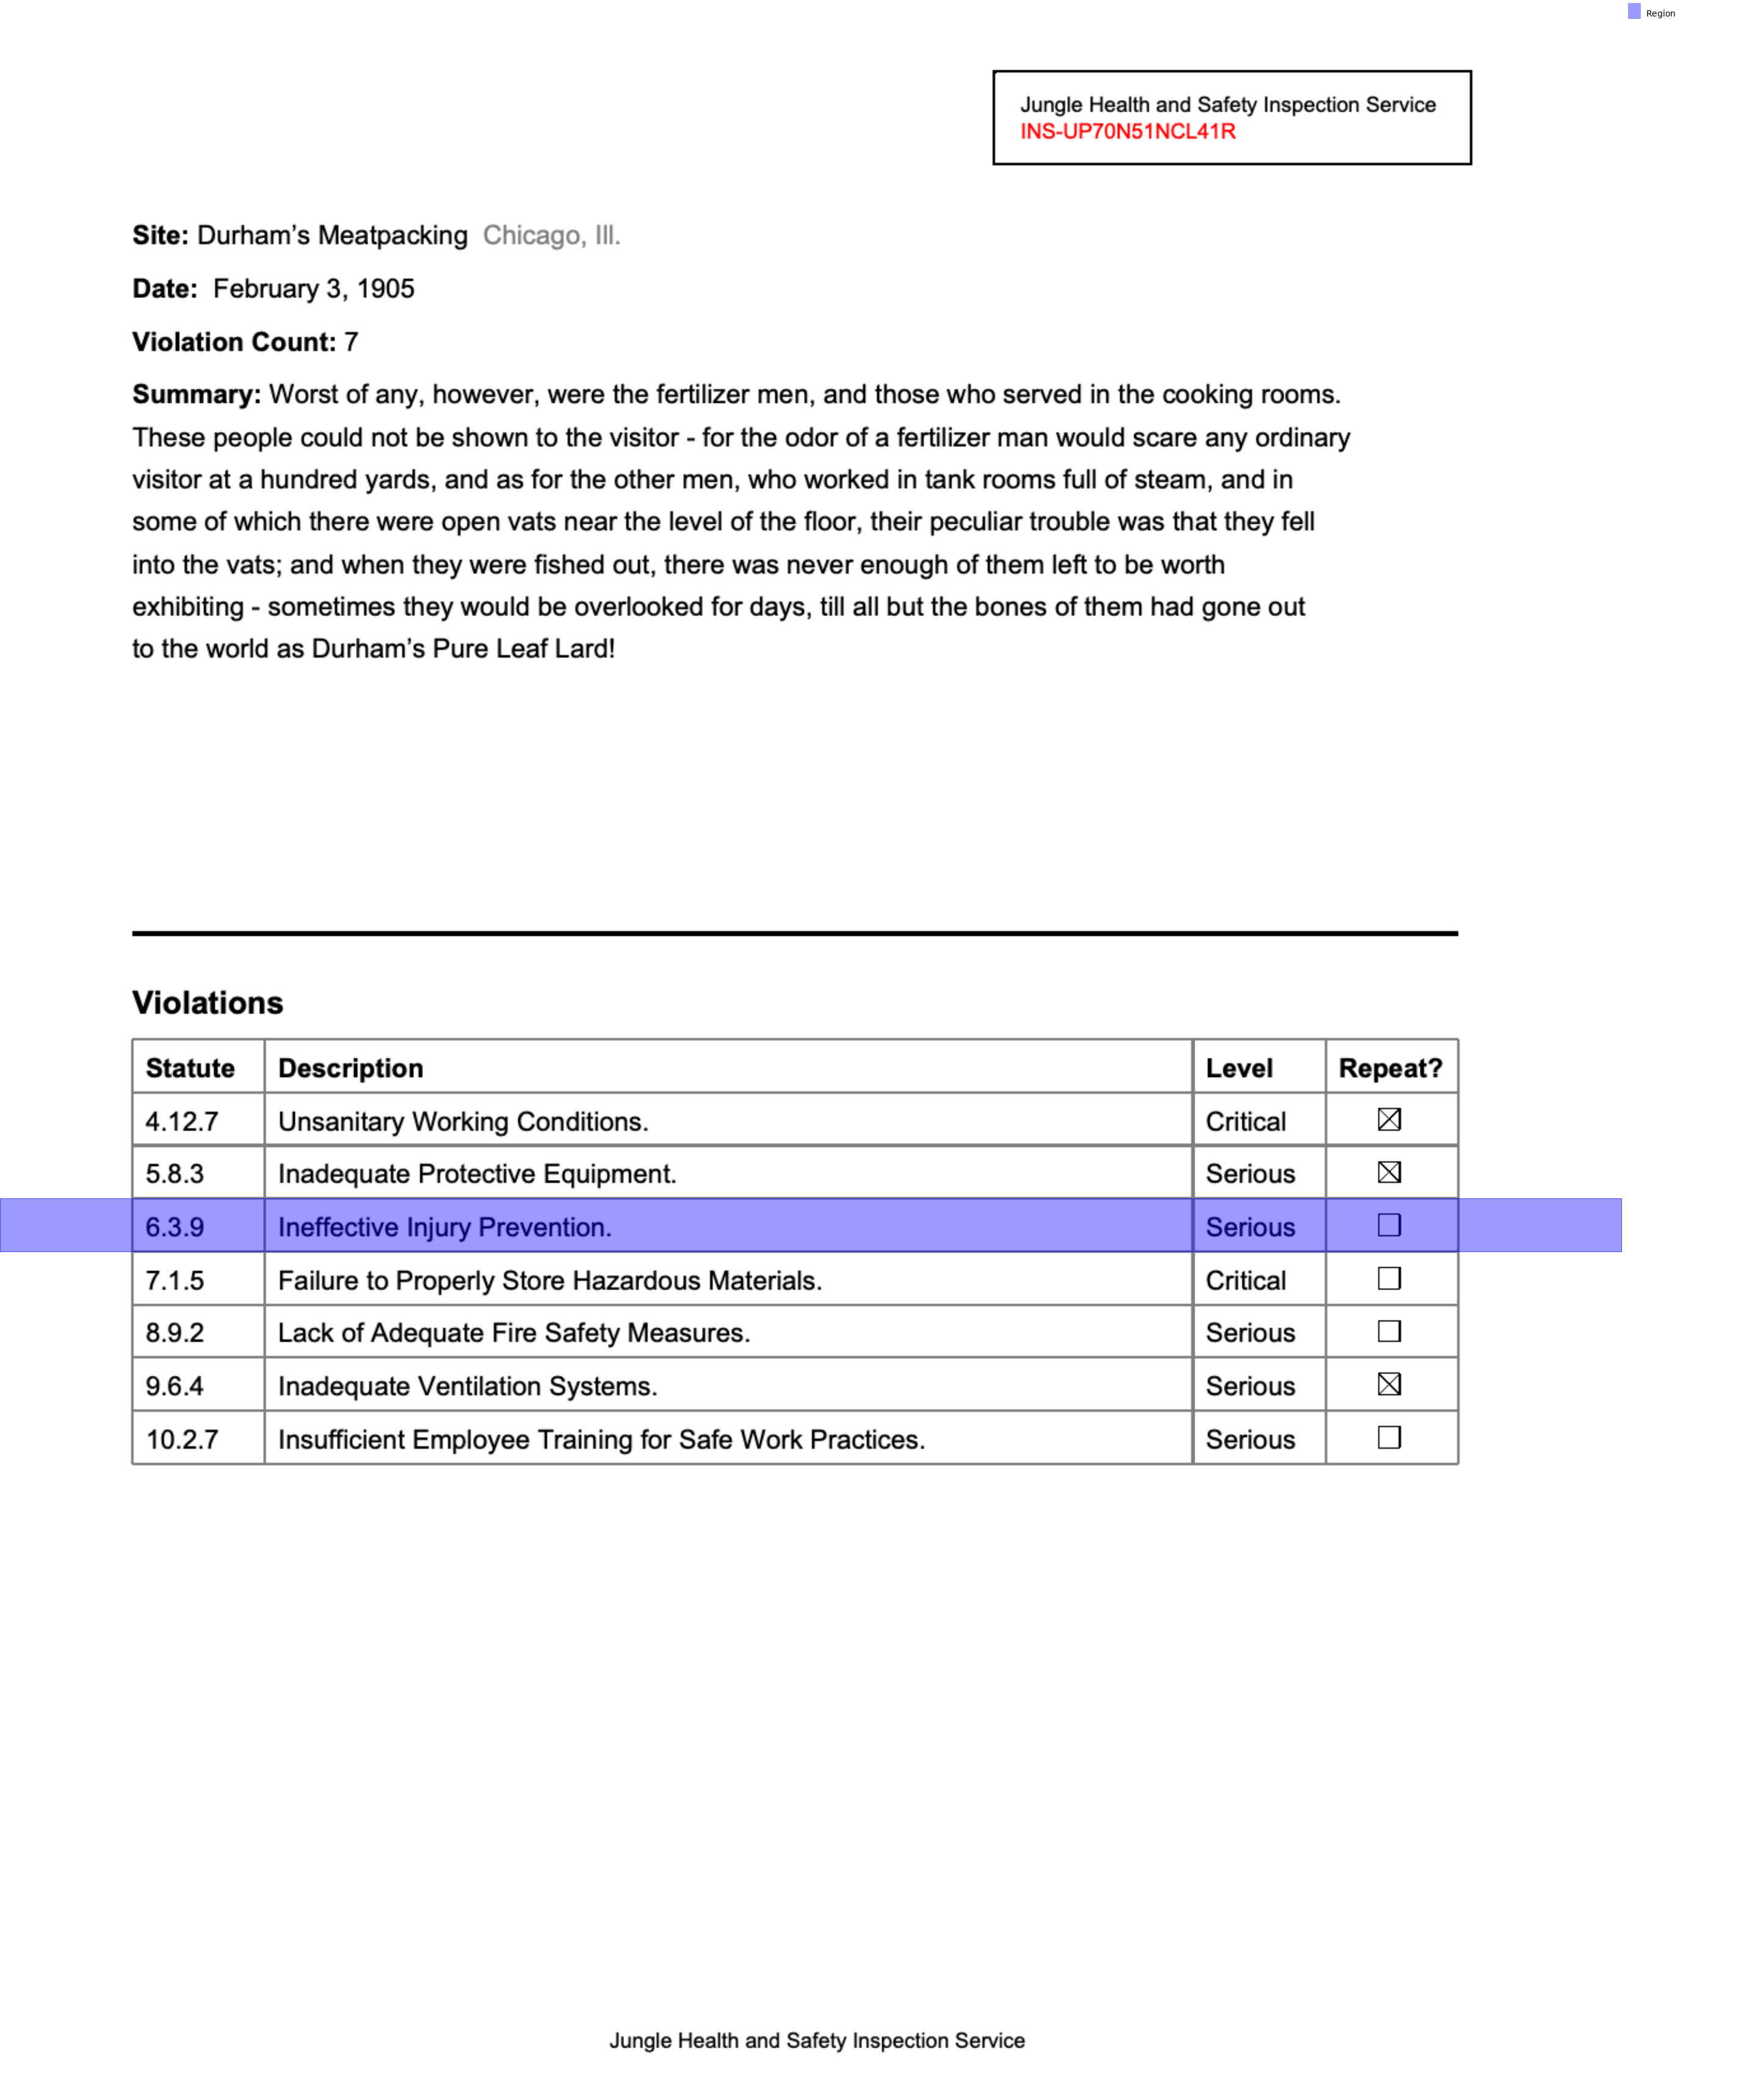 Region
Jungle Health and Safety Inspection Service
INS-UP70N51NCL41R
Site: Durham’s Meatpacking Chicago, Ill.
Date: February 3, 1905
Violation Count: 7
Summary: Worst of any, however, were the fertilizer men, and those who served in the cooking rooms.
These people could not be shown to the visitor - for the odor of a fertilizer man would scare any ordinary
visitor at a hundred yards, and as for the other men, who worked in tank rooms full of steam, and in
some of which there were open vats near the level of the floor, their peculiar trouble was that they fell
into the vats; and when they were fished out, there was never enough of them left to be worth
exhibiting - sometimes they would be overlooked for days, till all but the bones of them had gone out
to the world as Durham’s Pure Leaf Lard!
Violations
Statute Description Level Repeat?
4.12.7 Unsanitary Working Conditions. Critical ☒
5.8.3 Inadequate Protective Equipment. Serious ☒
6.3.9 Ineffective Injury Prevention. Serious ☐
7.1.5 Failure to Properly Store Hazardous Materials. Critical ☐
8.9.2 Lack of Adequate Fire Safety Measures. Serious ☐
9.6.4 Inadequate Ventilation Systems. Serious ☒
10.2.7 Insufficient Employee Training for Safe Work Practices. Serious ☐
Jungle Health and Safety Inspection Service